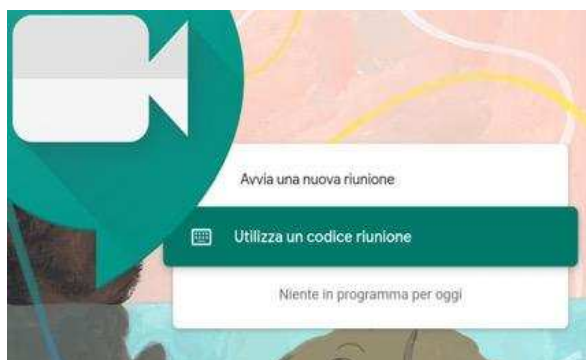 Avvia una nuova riunione
Utilizza un codice riunione
Niente in programma per oggi